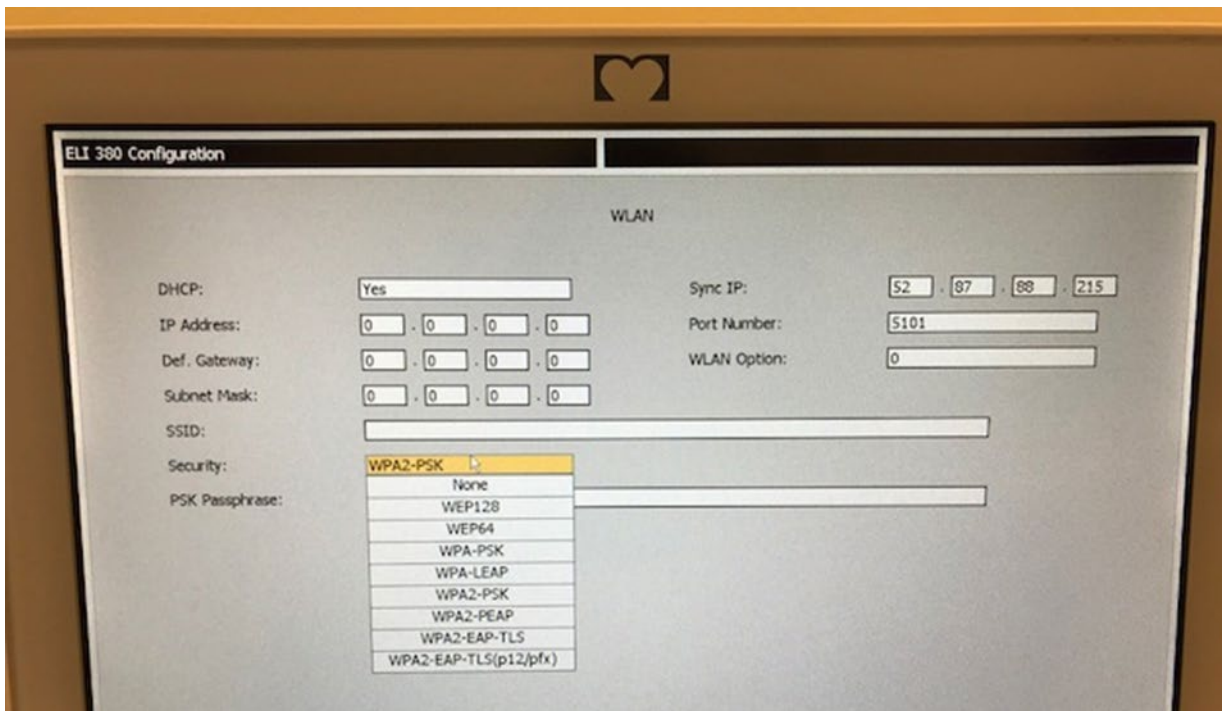 ELI 380 Configuration
WLAN
DHCP: Yes Sync IP: 52 . 87 . 88 . 215
IP Address: 0 . 0 . 0 . 0 Port Number: 5101
Def. Gateway: 0 . 0 . 0 . 0 WLAN Option: 0
Subnet Mask: 0 . 0 . 0 . 0
SSID:
Security: WPA2-PSK
None
PSK Passphrase:
WEP128
WEP64
WPA-PSK
WPA-LEAP
WPA2-PSK
WPA2-PEAP
WPA2-EAP-TLS
WPA2-EAP-TLS(p12/pfx)